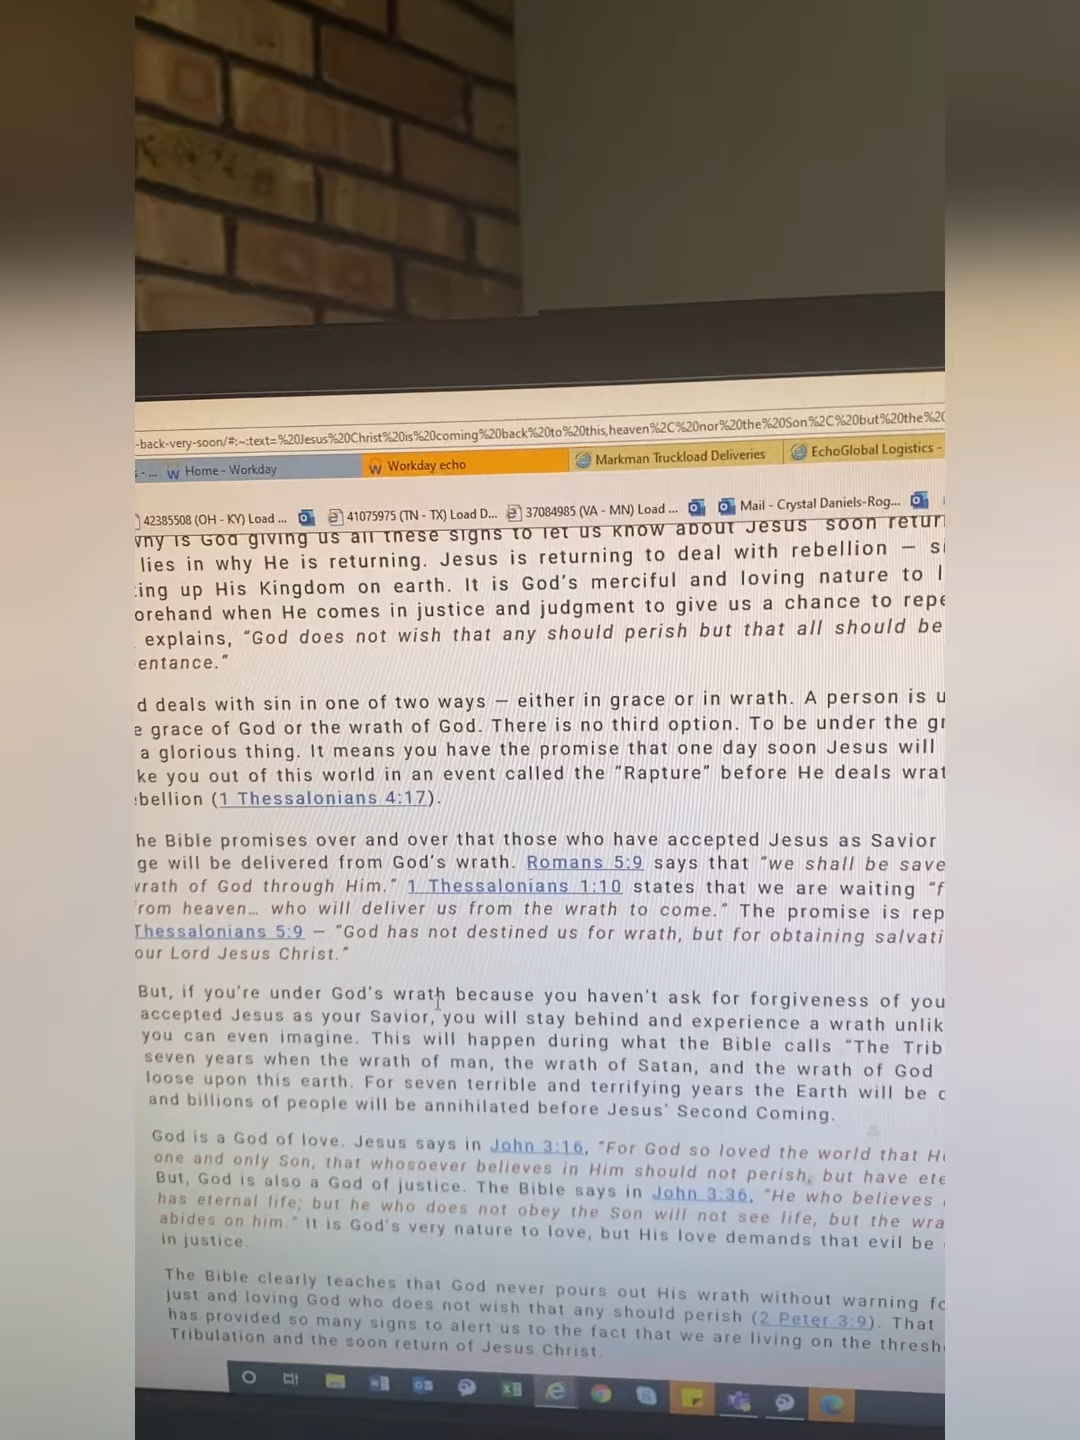 -back-very-soon/#:~:text=%20Jesus%20Christ%20is%20coming%20back%20to%20this,heaven%2C%20nor%20the%20Son%2C%20but%20the%20
Home - Workday
Workday echo
Markman Truckload Deliveries
EchoGlobal Logistics -
42385508 (OH - KY) Load ...
41075975 (TN - TX) Load D...
37084985 (VA - MN) Load ...
Mail - Crystal Daniels-Rog...
why is God giving us all these signs to let us know about Jesus' soon retur
lies in why He is returning. Jesus is returning to deal with rebellion — si
ing up His Kingdom on earth. It is God's merciful and loving nature to
orehand when He comes in justice and judgment to give us a chance to repe
explains, "God does not wish that any should perish but that all should be
entance."
d deals with sin in one of two ways — either in grace or in wrath. A person is u
e grace of God or the wrath of God. There is no third option. To be under the gr
a glorious thing. It means you have the promise that one day soon Jesus will
ke you out of this world in an event called the "Rapture" before He deals wrat
bellion (1 Thessalonians 4:17).
he Bible promises over and over that those who have accepted Jesus as Savior
ge will be delivered from God's wrath. Romans 5:9 says that "we shall be save
wrath of God through Him." 1 Thessalonians 1:10 states that we are waiting "f
rom heaven... who will deliver us from the wrath to come." The promise is rep
Thessalonians 5:9 — "God has not destined us for wrath, but for obtaining salvati
our Lord Jesus Christ."
But, if you're under God's wrath because you haven't ask for forgiveness of you
accepted Jesus as your Savior, you will stay behind and experience a wrath unlik
you can even imagine. This will happen during what the Bible calls "The Trib
seven years when the wrath of man, the wrath of Satan, and the wrath of God
loose upon this earth. For seven terrible and terrifying years the Earth will be
and billions of people will be annihilated before Jesus' Second Coming.
God is a God of love. Jesus says in John 3:16, "For God so loved the world that He
one and only Son, that whosoever believes in Him should not perish, but have ete
But, God is also a God of justice. The Bible says in John 3:36, "He who believes
has eternal life; but he who does not obey the Son will not see life, but the wra
abides on him." It is God's very nature to love, but His love demands that evil be
in justice.
The Bible clearly teaches that God never pours out His wrath without warning fo
just and loving God who does not wish that any should perish (2 Peter 3:9). That
has provided so many signs to alert us to the fact that we are living on the thresh
Tribulation and the soon return of Jesus Christ.